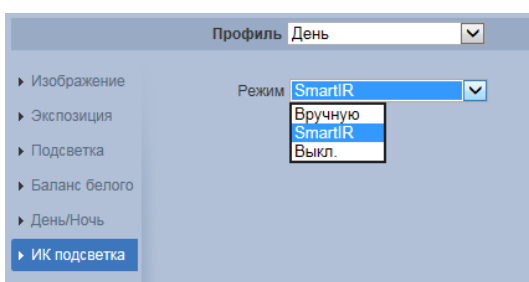 Профиль День
Изображение
Режим SmartIR
Экспозиция
Вручную
SmartIR
Подсветка
Выкл.
Баланс белого
День/Ночь
ИК подсветка